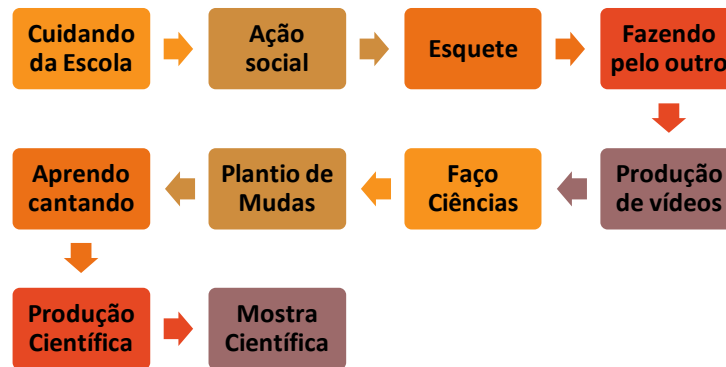 Cuidando
da Escola
Ação
social
Esquete
Fazendo
pelo outro
Produção
de vídeos
Faço
Ciências
Plantio de
Mudas
Aprendo
cantando
Produção
Científica
Mostra
Científica